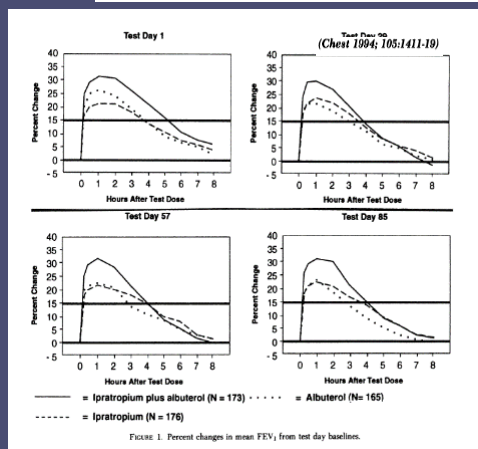 Test Day 1
Percent Change
40
35
30
25
20
15
10
5
0
- 5
0 1 2 3 4 5 6 7 8
Hours After Test Dose
(Chest 1994; 105:1411-19)
Percent Change
40
35
30
25
20
15
10
5
0
- 5
0 1 2 3 4 5 6 7 8
Hours After Test Dose
Test Day 57
Percent Change
40
35
30
25
20
15
10
5
0
- 5
0 1 2 3 4 5 6 7 8
Hours After Test Dose
Test Day 85
Percent Change
40
35
30
25
20
15
10
5
0
- 5
0 1 2 3 4 5 6 7 8
Hours After Test Dose
= Ipratropium plus albuterol (N = 173)
= Albuterol (N= 165)
= Ipratropium (N = 176)
FIGURE 1. Percent changes in mean FEV₁ from test day baselines.